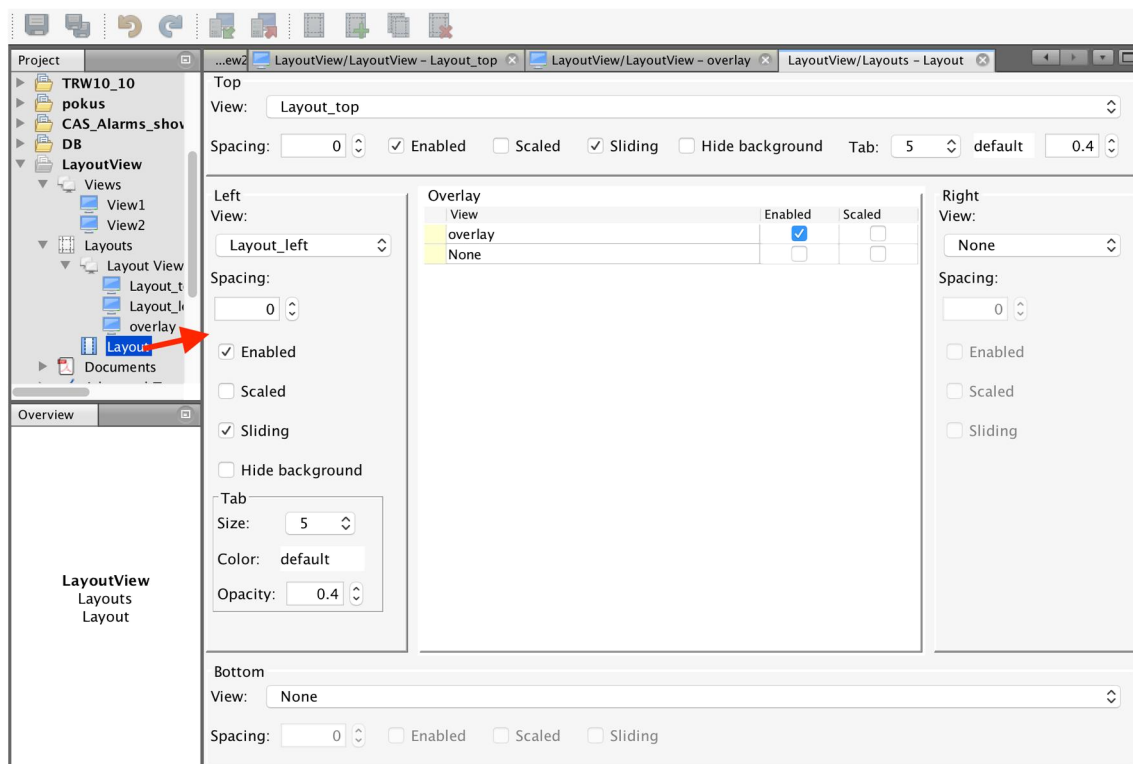 Project
TRW10_10
pokus
CAS_Alarms_show
DB
LayoutView
Views
View1
View2
Layouts
Layout View
Layout_t
Layout_l
overlay
Layout
Documents
Overview
LayoutView
Layouts
Layout
...ew2 LayoutView/LayoutView – Layout_top LayoutView/LayoutView – overlay LayoutView/Layouts – Layout
Top
View: Layout_top
Spacing: 0 Enabled Scaled Sliding Hide background Tab: 5 default 0.4
Left
View:
Layout_left
Spacing:
0
Enabled
Scaled
Sliding
Hide background
Tab
Size: 5
Color: default
Opacity: 0.4
Overlay
View Enabled Scaled
overlay
None
Right
View:
None
Spacing:
0
Enabled
Scaled
Sliding
Bottom
View: None
Spacing: 0 Enabled Scaled Sliding